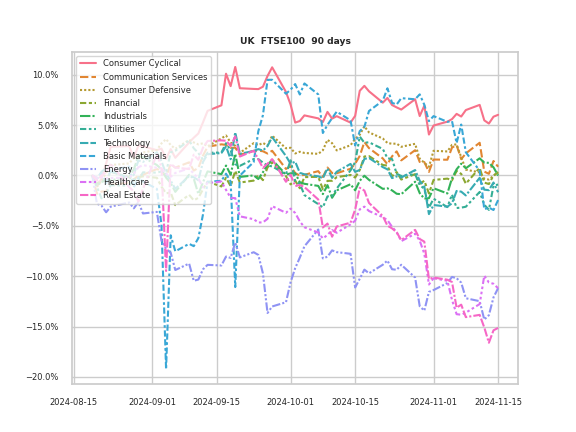 UK  FTSE100  90 days
Consumer Cyclical
Communication Services
Consumer Defensive
Financial
Industrials
Utilities
Technology
Basic Materials
Energy
Healthcare
Real Estate
10.0%
5.0%
0.0%
−5.0%
−10.0%
−15.0%
−20.0%
2024-08-15 2024-09-01 2024-09-15 2024-10-01 2024-10-15 2024-11-01 2024-11-15